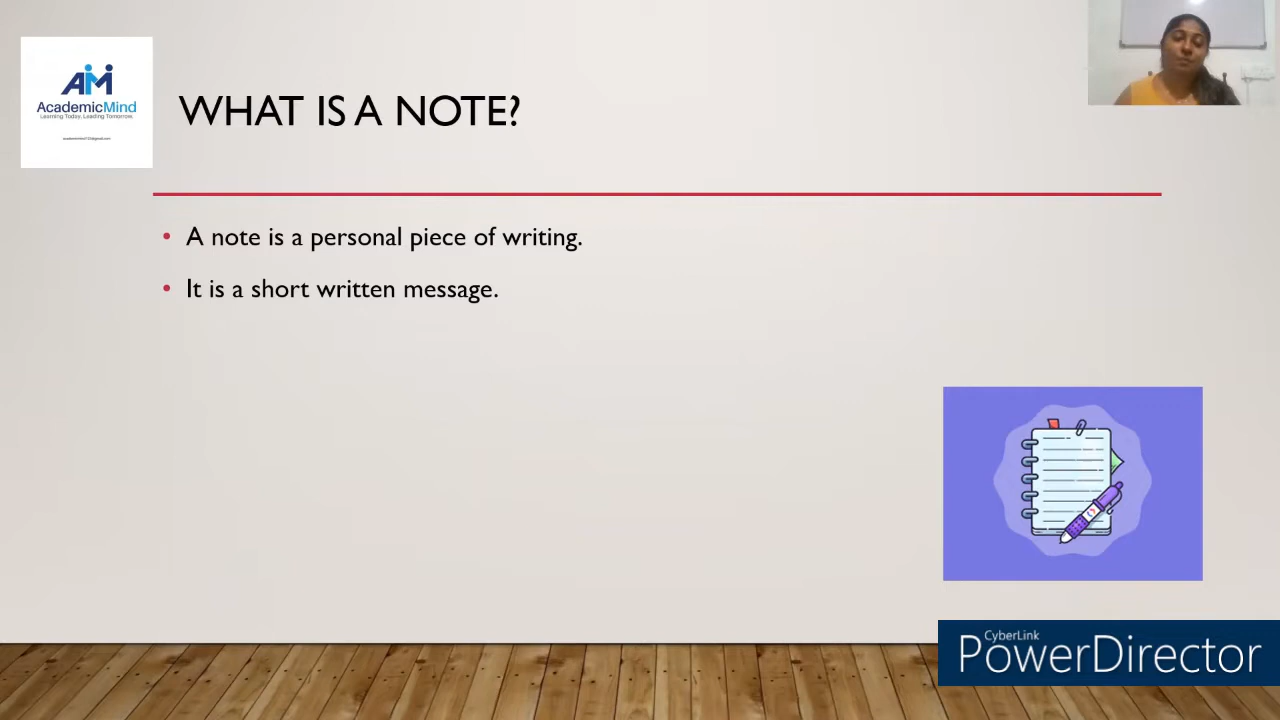 AcademicMind
Learning Today, Leading Tomorrow.
WHAT IS A NOTE?
• A note is a personal piece of writing.
• It is a short written message.
CyberLink
PowerDirector